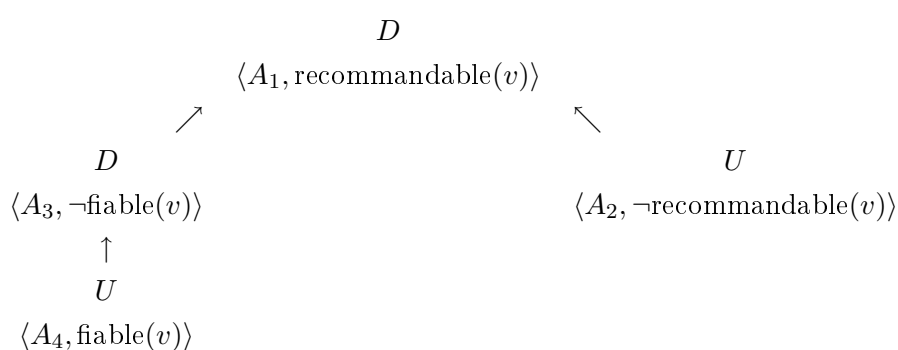 D
⟨A₁, recommandable(v)⟩
↗ ↖
D U
⟨A₃, ¬fiable(v)⟩ ⟨A₂, ¬recommandable(v)⟩
↑
U
⟨A₄, fiable(v)⟩